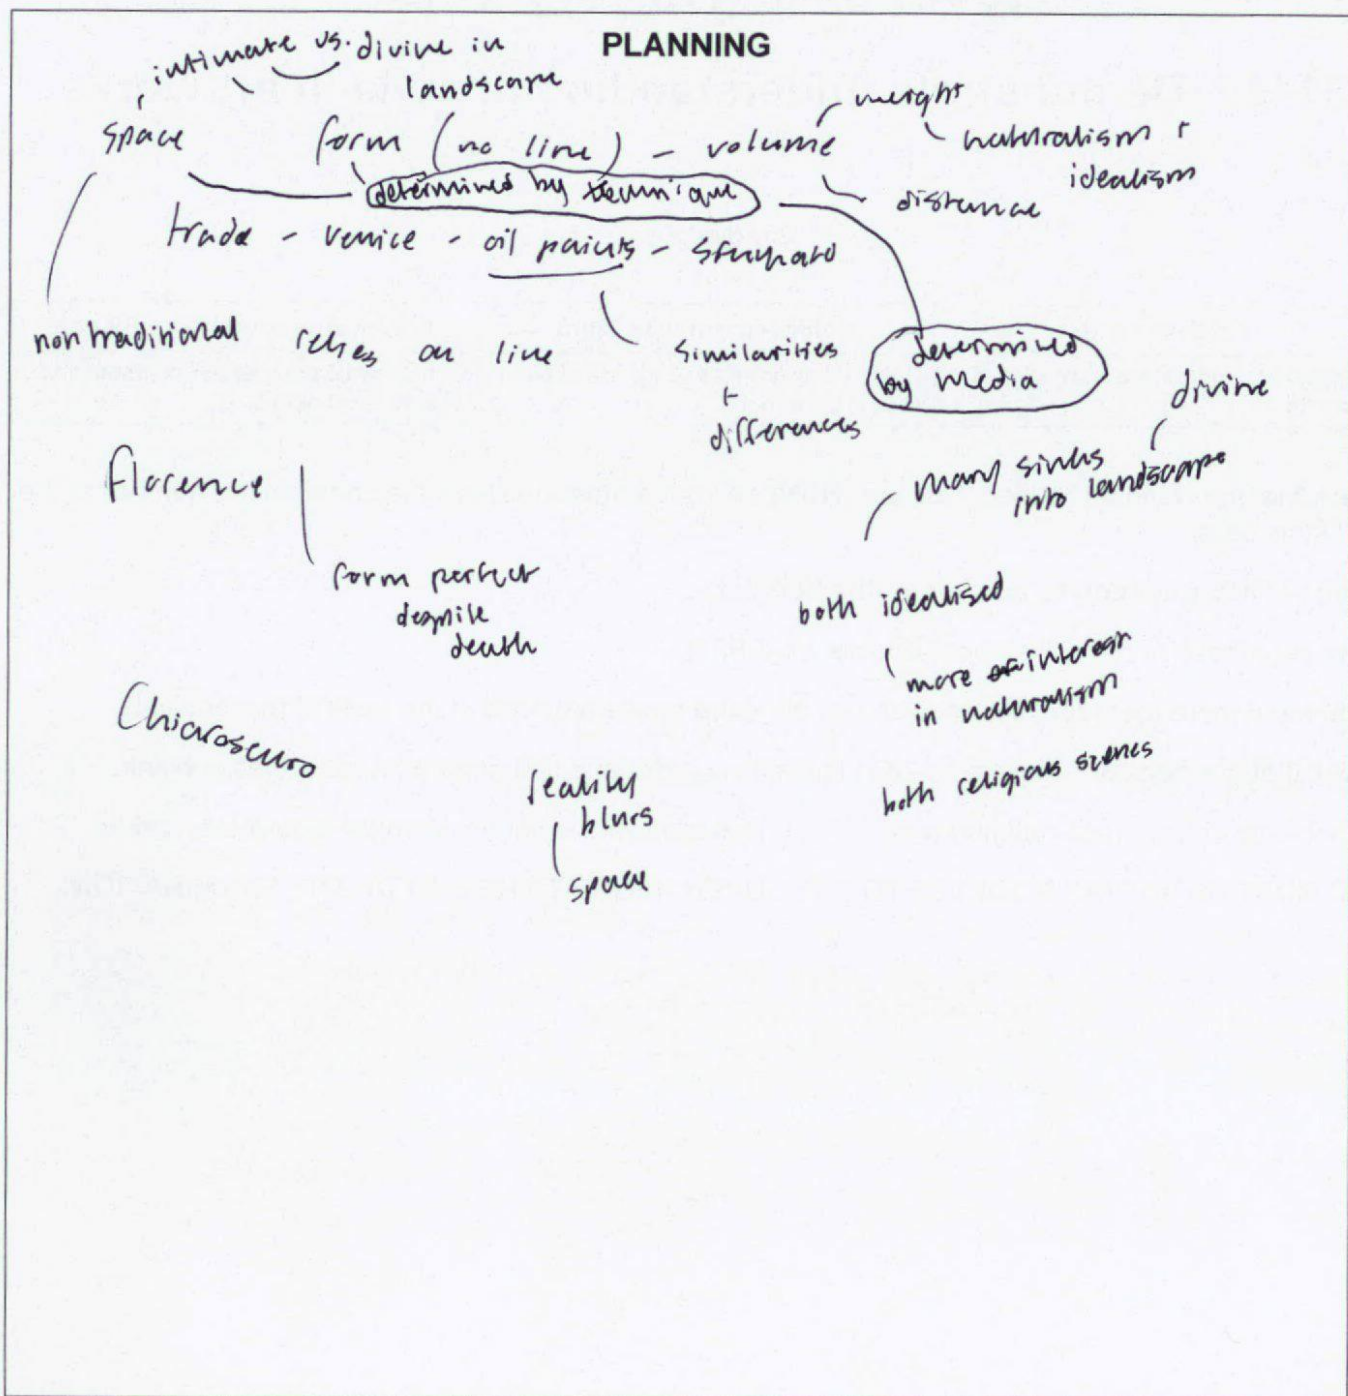 PLANNING
intimate vs. divine in
landscape
space
form (no line) - volume
weight
naturalism +
idealism
distance
determined by technique
trade - Venice - oil paints - sfumato
non traditional
relies on line
similarities
+
differences
determined
by media
Florence
form perfect
despite
death
many sinks
into landscape
divine
both idealised
more interest
in naturalism
both religious scenes
Chiaroscuro
reality
blurs
space